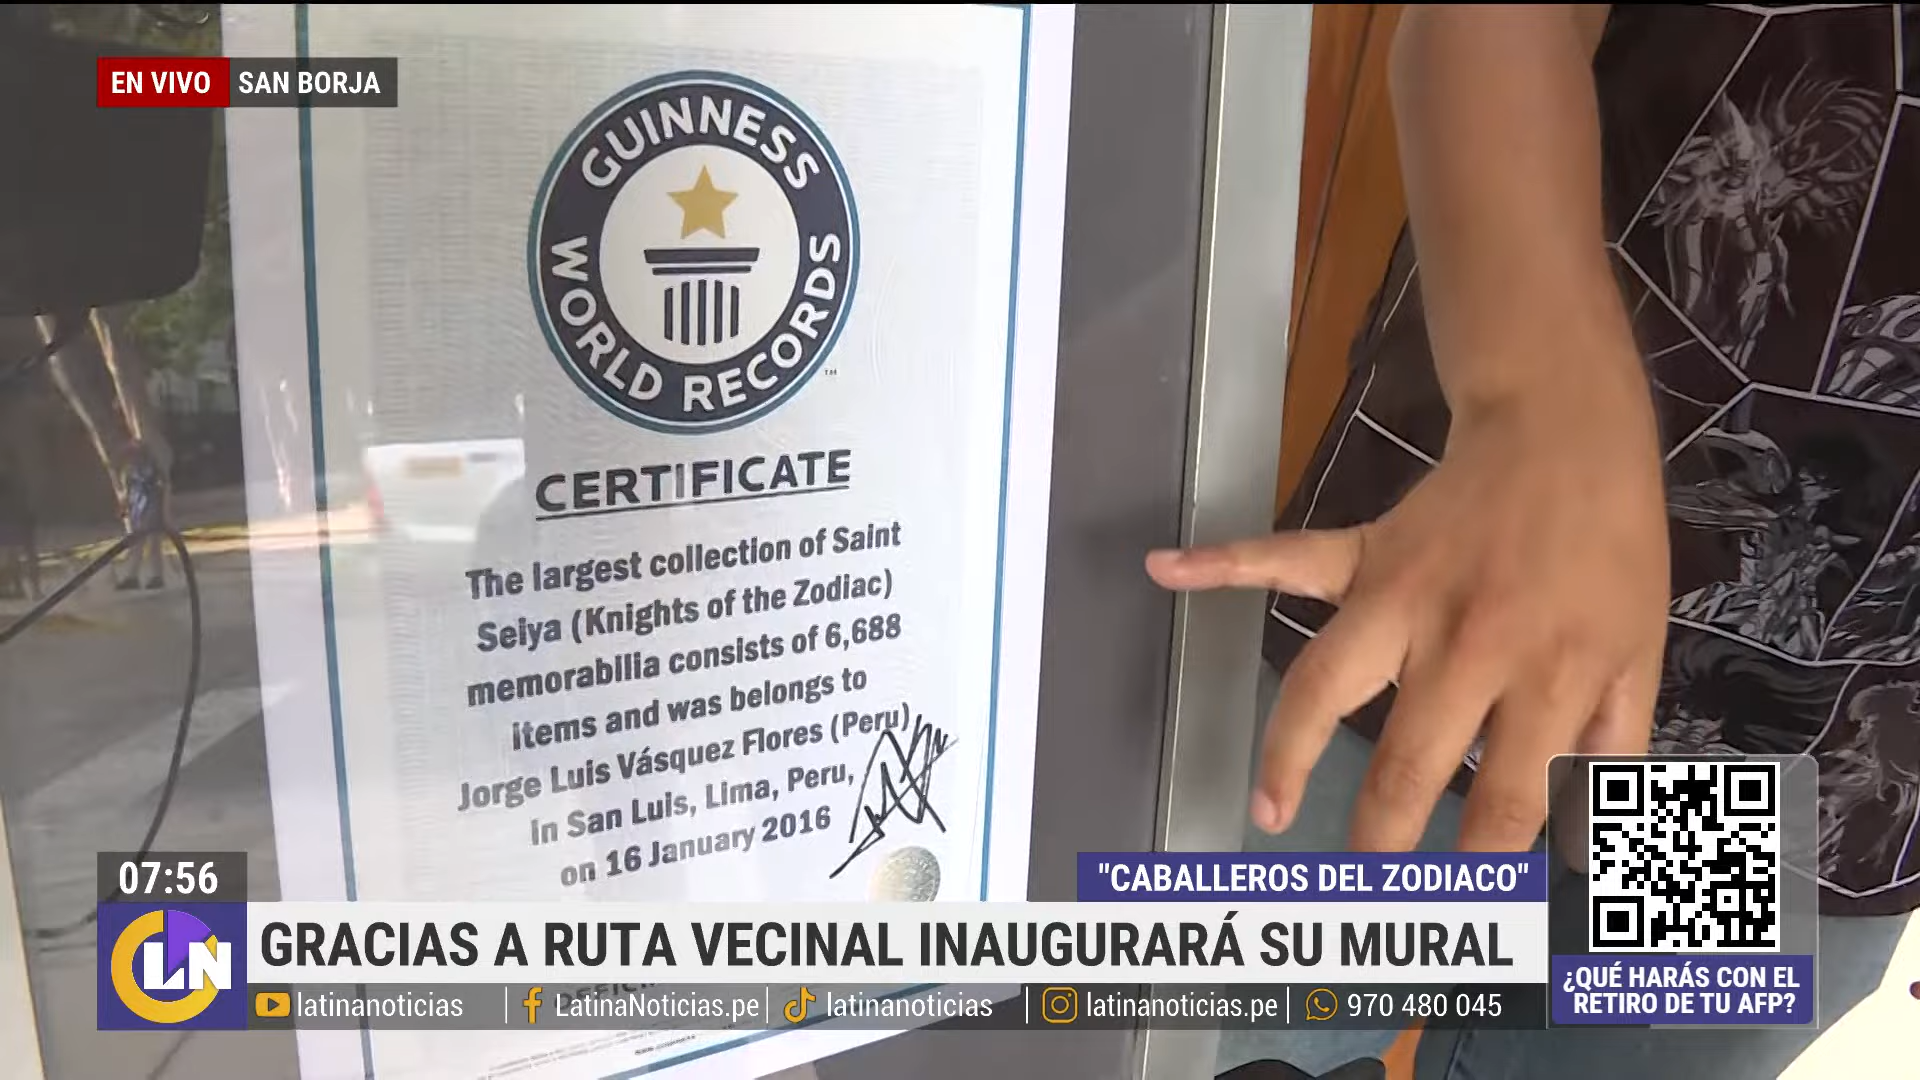 EN VIVO SAN BORJA
GUINNESS
WORLD RECORDS
TM
CERTIFICATE
The largest collection of Saint
Seiya (Knights of the Zodiac)
memorabilia consists of 6,688
items and was belongs to
Jorge Luis Vásquez Flores (Peru)
in San Luis, Lima, Peru,
on 16 January 2016
07:56
"CABALLEROS DEL ZODIACO"
LN
GRACIAS A RUTA VECINAL INAUGURARÁ SU MURAL
latinanoticias LatinaNoticias.pe latinanoticias latinanoticias.pe 970 480 045
¿QUÉ HARÁS CON EL
RETIRO DE TU AFP?